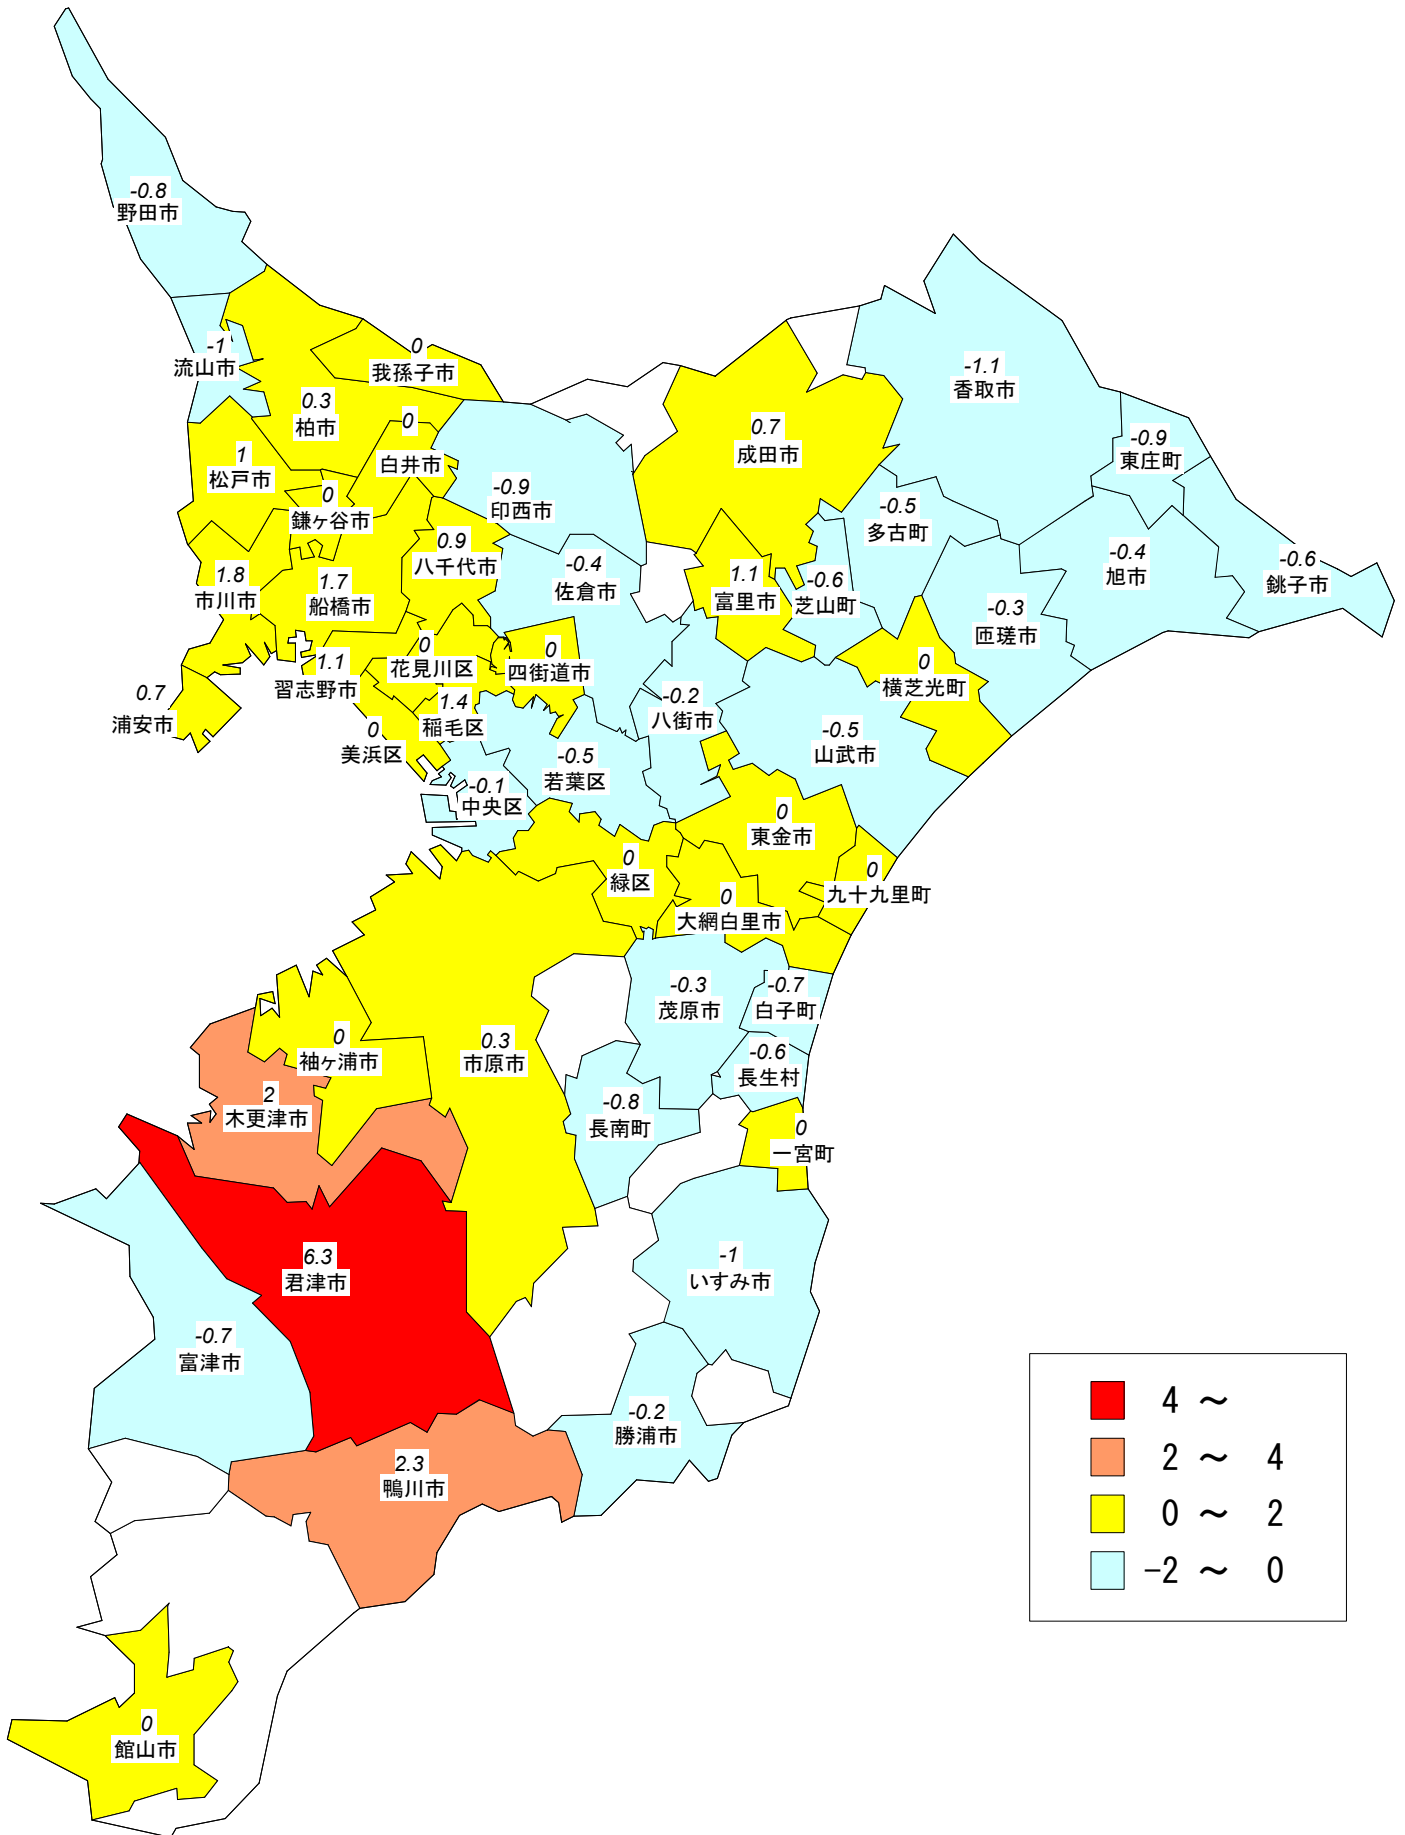 -0.8
野田市
-1
流山市
0
我孫子市
0.3
柏市
0
白井市
1
松戸市
0
鎌ヶ谷市
-0.9
印西市
0.7
成田市
-1.1
香取市
-0.9
東庄町
-0.5
多古町
-0.4
旭市
-0.6
銚子市
0.9
八千代市
-0.4
佐倉市
1.1
富里市
-0.6
芝山町
-0.3
匝瑳市
1.8
市川市
1.7
船橋市
0
花見川区
0
四街道市
0
横芝光町
1.1
習志野市
0.7
浦安市
1.4
稲毛区
-0.2
八街市
0
美浜区
-0.5
山武市
-0.5
若葉区
-0.1
中央区
0
東金市
0
緑区
0
九十九里町
0
大網白里市
-0.3
茂原市
-0.7
白子町
0
袖ヶ浦市
0.3
市原市
-0.6
長生村
2
木更津市
-0.8
長南町
0
一宮町
6.3
君津市
-1
いすみ市
-0.7
富津市
-0.2
勝浦市
2.3
鴨川市
0
館山市
4 ～
2 ～ 4
0 ～ 2
-2 ～ 0